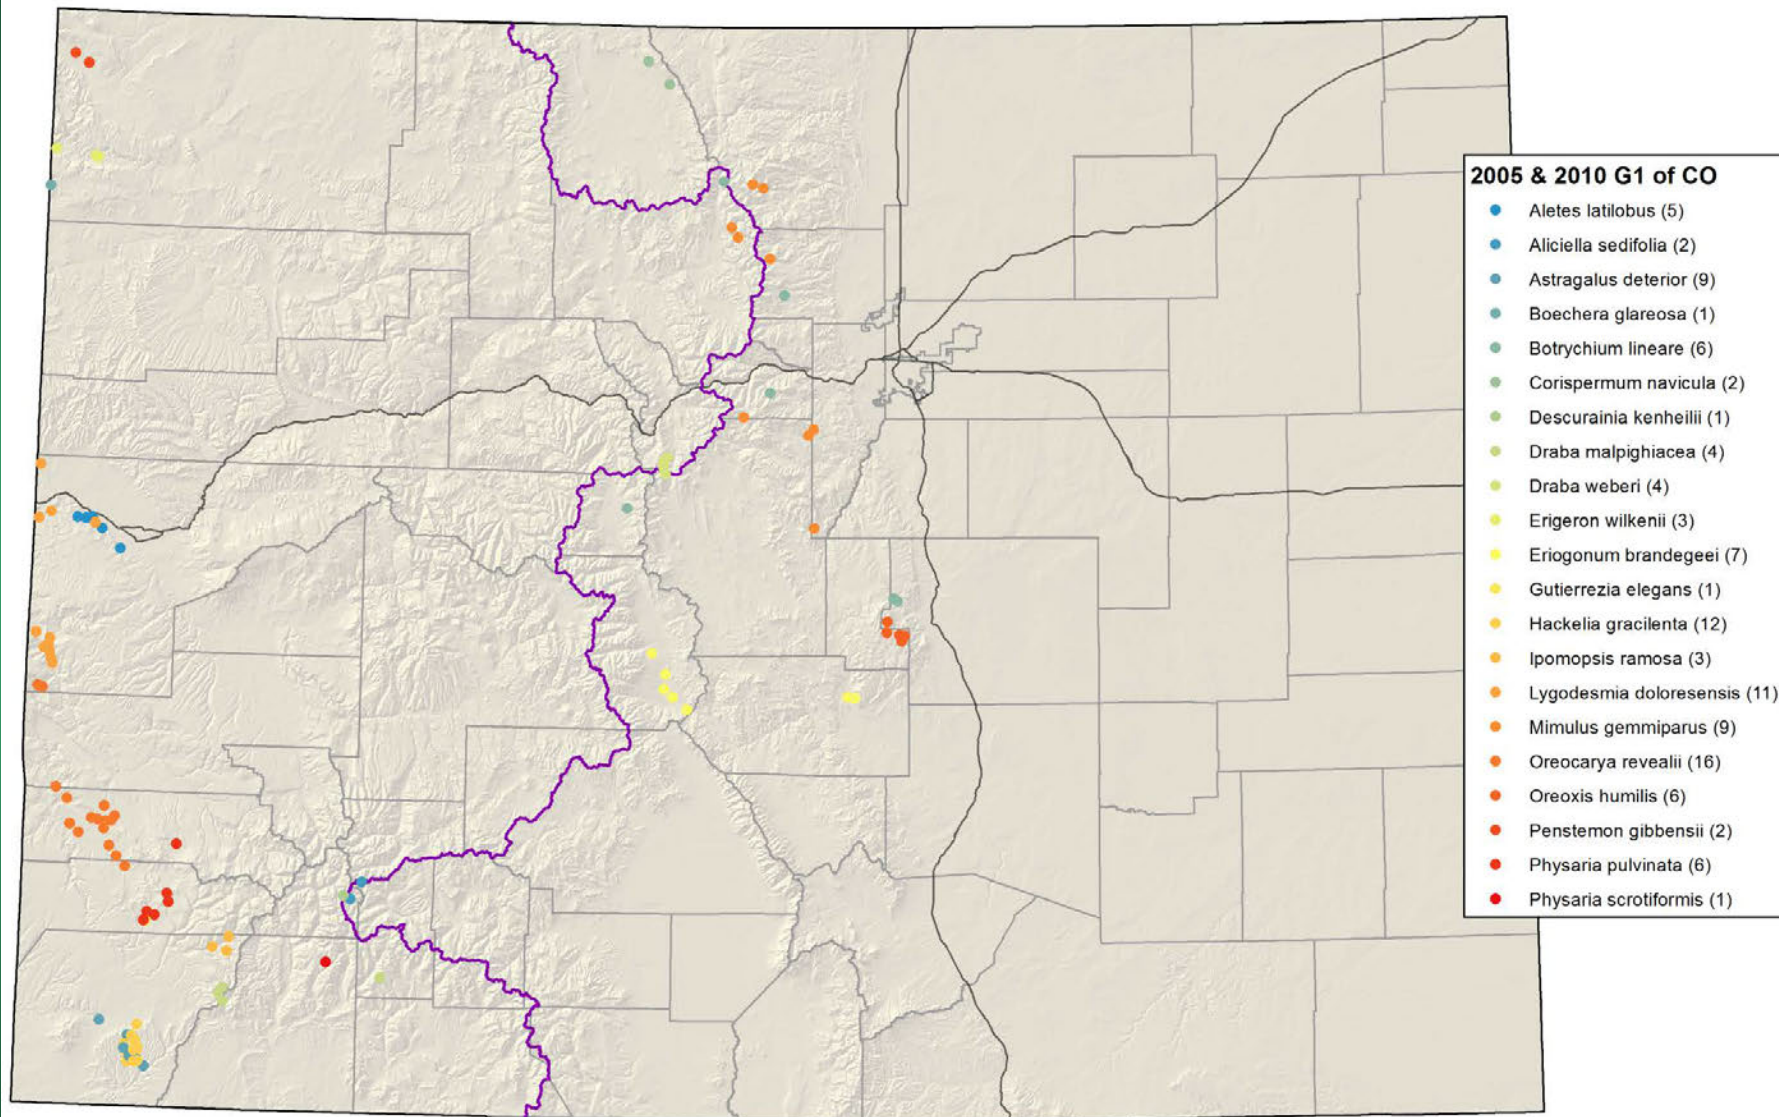 2005 & 2010 G1 of CO
Aletes latilobus (5)
Aliciella sedifolia (2)
Astragalus deterior (9)
Boechera glareosa (1)
Botrychium lineare (6)
Corispermum navicula (2)
Descurainia kenheilii (1)
Draba malpighiacea (4)
Draba weberi (4)
Erigeron wilkenii (3)
Eriogonum brandegeei (7)
Gutierrezia elegans (1)
Hackelia gracilenta (12)
Ipomopsis ramosa (3)
Lygodesmia doloresensis (11)
Mimulus gemmiparus (9)
Oreocarya revealii (16)
Oreoxis humilis (6)
Penstemon gibbensii (2)
Physaria pulvinata (6)
Physaria scrotiformis (1)